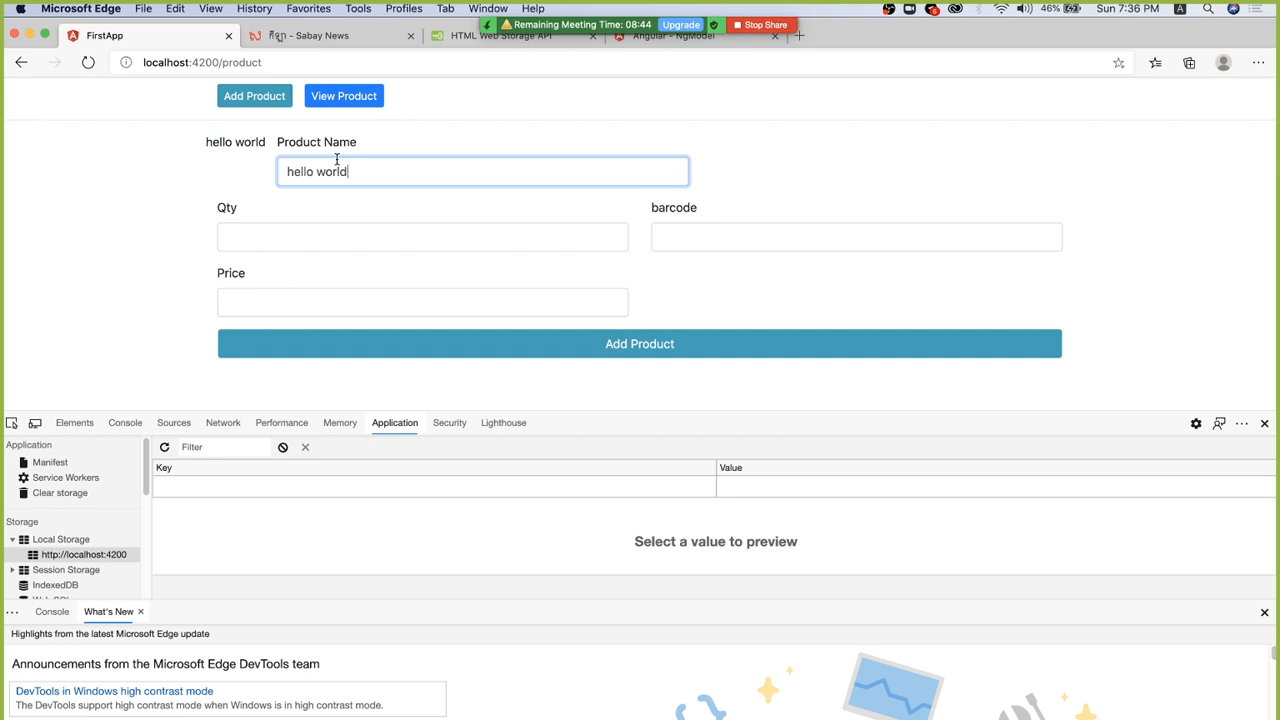 Microsoft Edge File Edit View History Favorites Tools Profiles Tab Window Help 46% Sun 7:36 PM
Remaining Meeting Time: 08:44 Upgrade Stop Share
FirstApp
កីឡា - Sabay News
HTML Web Storage API
Angular - NgModel
localhost:4200/product
Add Product View Product
hello world Product Name
hello world
Qty barcode
Price
Add Product
Elements Console Sources Network Performance Memory Application Security Lighthouse
Application
Filter
Manifest
Service Workers
Clear storage
Storage
Local Storage
http://localhost:4200
Session Storage
IndexedDB
Key Value
Select a value to preview
Console What's New
Highlights from the latest Microsoft Edge update
Announcements from the Microsoft Edge DevTools team
DevTools in Windows high contrast mode
The DevTools support high contrast mode when Windows is in high contrast mode.